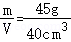 m/V = 45g/40cm³